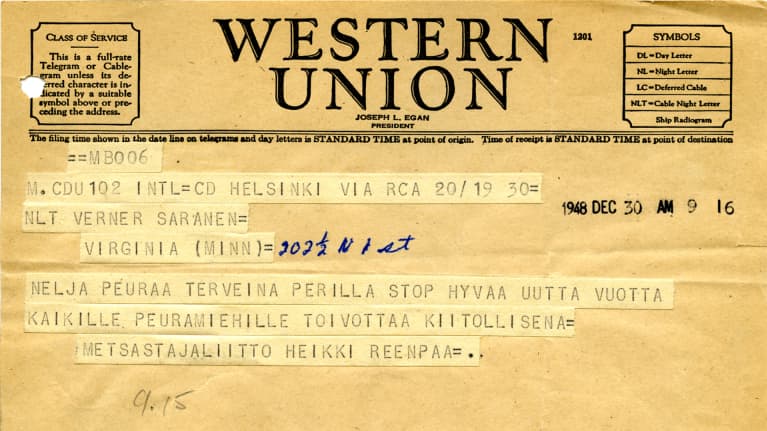 CLASS OF SERVICE
This is a full-rate
Telegram or Cable-
gram unless its de-
ferred character is in-
dicated by a suitable
symbol above or pre-
ceding the address.
WESTERN
UNION
JOSEPH L. EGAN
PRESIDENT
1201
SYMBOLS
DL=Day Letter
NL=Night Letter
LC=Deferred Cable
NLT=Cable Night Letter
Ship Radiogram
The filing time shown in the date line on telegrams and day letters is STANDARD TIME at point of origin. Time of receipt is STANDARD TIME at point of destination
==MB006
M.CDU102 INTL=CD HELSINKI VIA RCA 20/19 30=
1948 DEC 30 AM 9 16
NLT VERNER SARANEN=
VIRGINIA (MINN)= 202½ N 1 st
NELJA PEURAA TERVEINA PERILLA STOP HYVAA UUTTA VUOTTA
KAIKILLE PEURAMIEHILLE TOIVOTTAA KIITOLLISENA=
METSASTAJALIITTO HEIKKI REENPAA=..
9.15